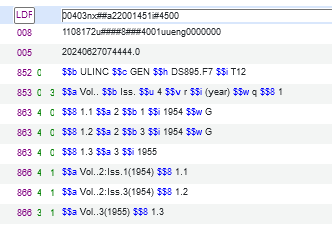 LDF 00403nx##a22001451i#4500
008 1108172u####8###4001uueng0000000
005 20240627074444.0
852 0 $$b ULINC $$c GEN $$h DS895.F7 $$i T12
853 0 3 $$a Vol.. $$b Iss. $$u 4 $$v r $$i (year) $$w q $$8 1
863 4 0 $$8 1.1 $$a 2 $$b 1 $$i 1954 $$w G
863 4 0 $$8 1.2 $$a 2 $$b 3 $$i 1954 $$w G
863 4 0 $$8 1.3 $$a 3 $$i 1955
866 4 1 $$a Vol..2:Iss.1(1954) $$8 1.1
866 4 1 $$a Vol..2:Iss.3(1954) $$8 1.2
866 3 1 $$a Vol..3(1955) $$8 1.3